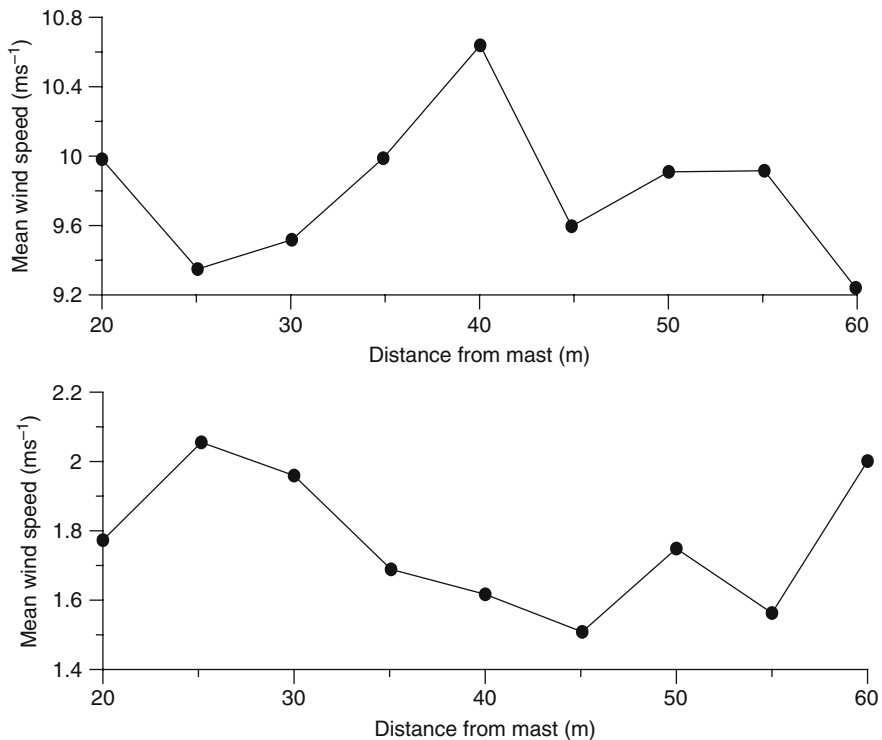 10.8
10.4
10
9.6
9.2
Mean wind speed (ms⁻¹)
20 30 40 50 60
Distance from mast (m)
2.2
2
1.8
1.6
1.4
Mean wind speed (ms⁻¹)
20 30 40 50 60
Distance from mast (m)